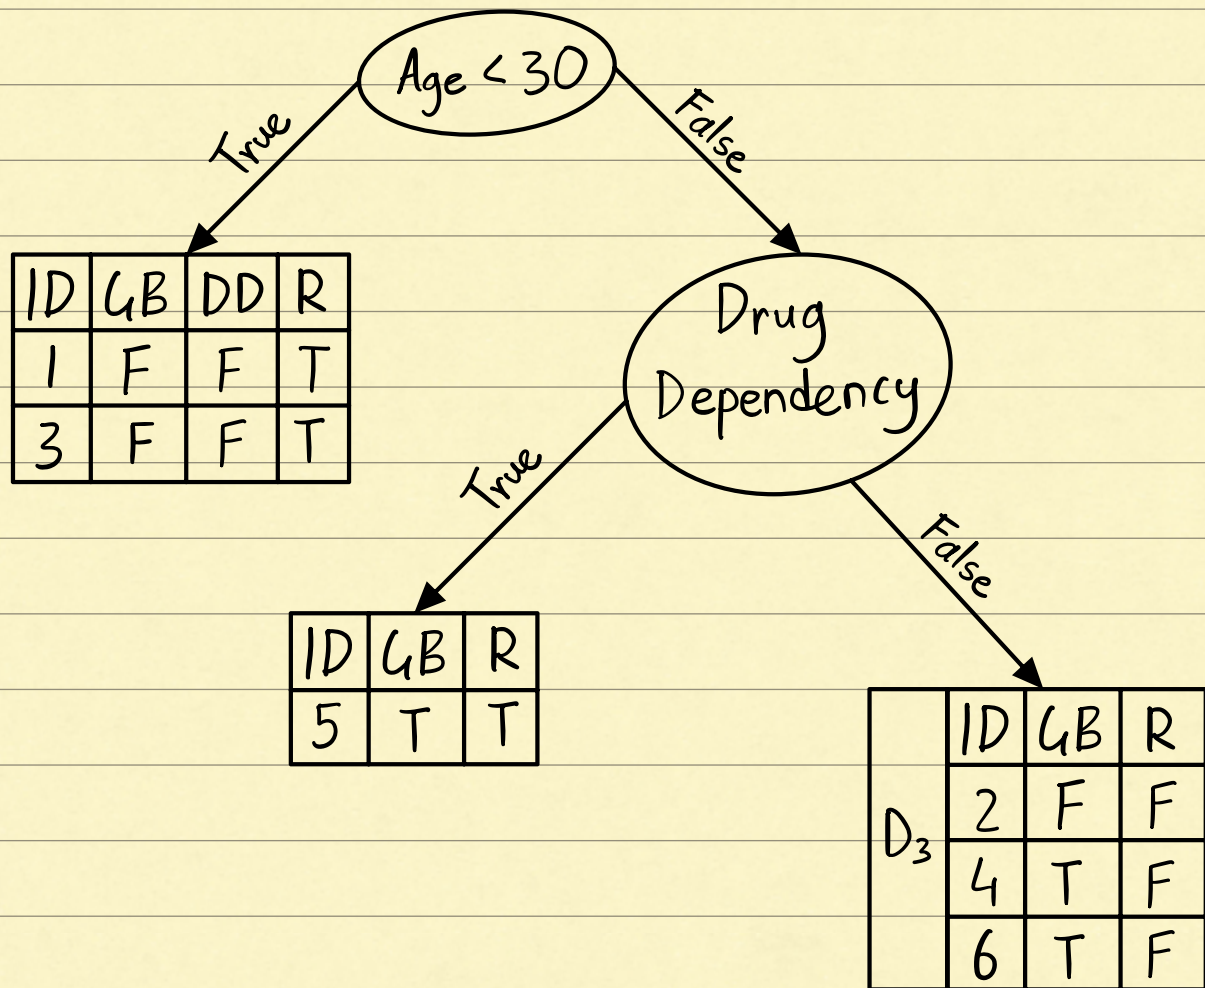 Age < 30
True
False
ID GB DD R
1 F F T
3 F F T
Drug
Dependency
True
False
ID GB R
5 T T
D3
ID GB R
2 F F
4 T F
6 T F